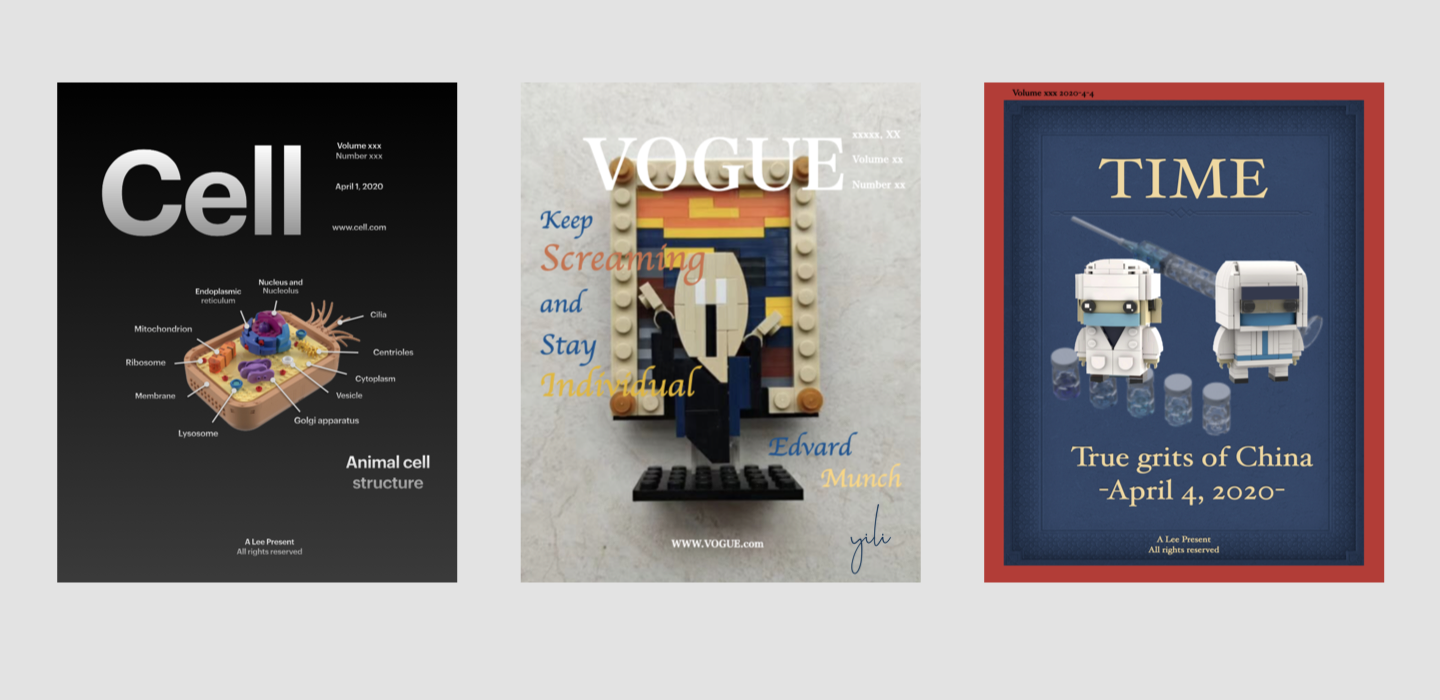 Cell
Volume xxx
Number xxx
April 1, 2020
www.cell.com
Nucleus and
Nucleolus
Endoplasmic
reticulum
Cilia
Mitochondrion
Centrioles
Ribosome
Cytoplasm
Membrane
Vesicle
Golgi apparatus
Lysosome
Animal cell
structure
A Lee Present
All rights reserved
VOGUE
xxxxx, XX
Volume xx
Number xx
Keep
Screaming
and
Stay
Individual
Edvard
Munch
yili
WWW.VOGUE.com
Volume xxx 2020-4-4
TIME
True grits of China
-April 4, 2020-
A Lee Present
All rights reserved